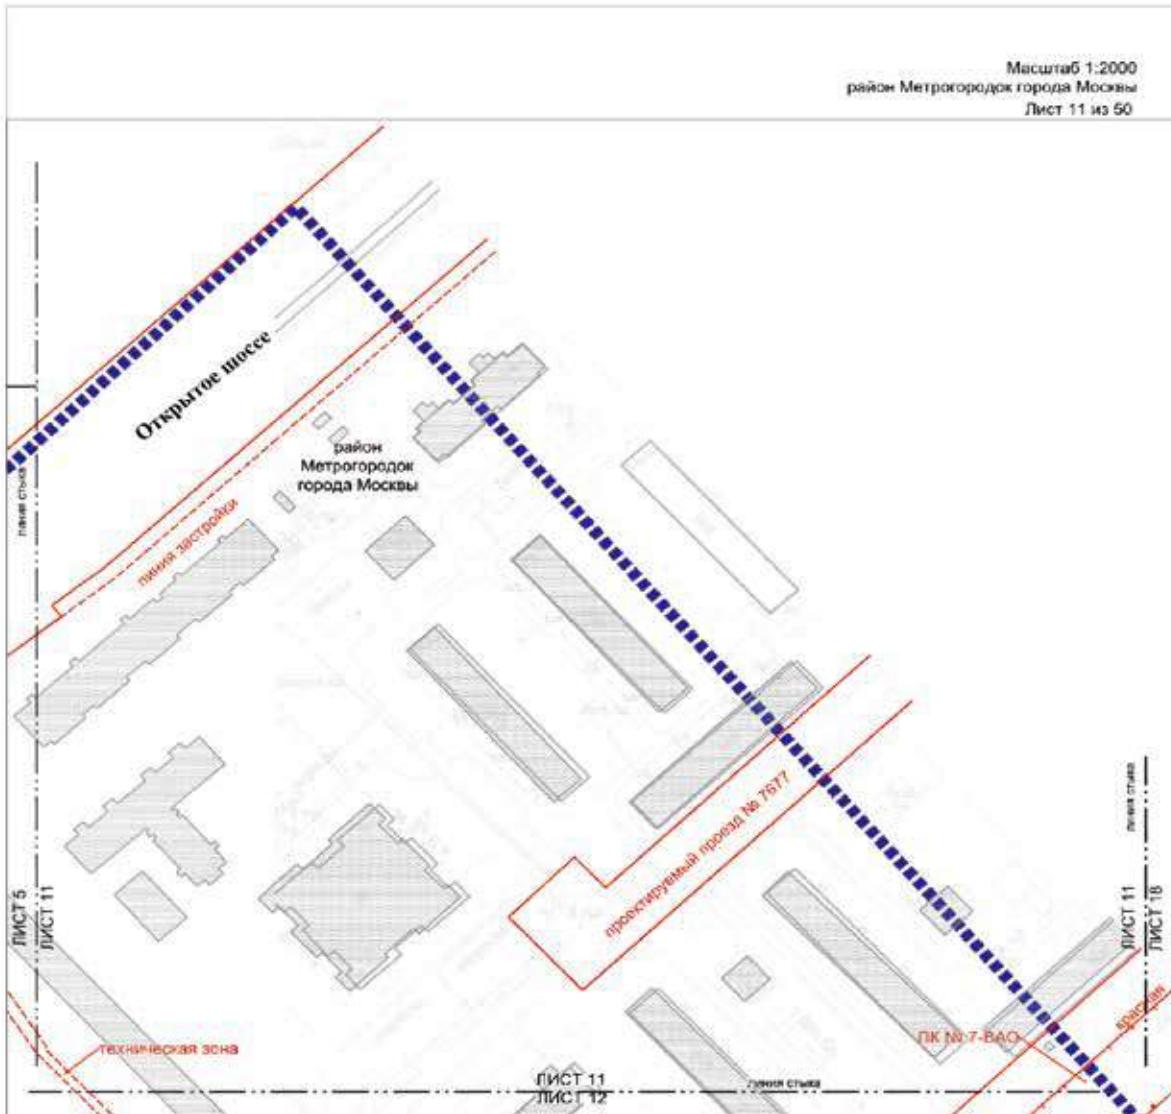 Масштаб 1:2000
район Метрогородок города Москвы
Лист 11 из 50
Открытое шоссе
район
Метрогородок
города Москвы
линия стыка
линия застройки
проектируемый проезд № 7677
линия стыка
ЛИСТ 5
ЛИСТ 11
ЛИСТ 11
ЛИСТ 18
красная
ПК № 7-ВАО
техническая зона
ЛИСТ 11
ЛИСТ 12
линия стыка